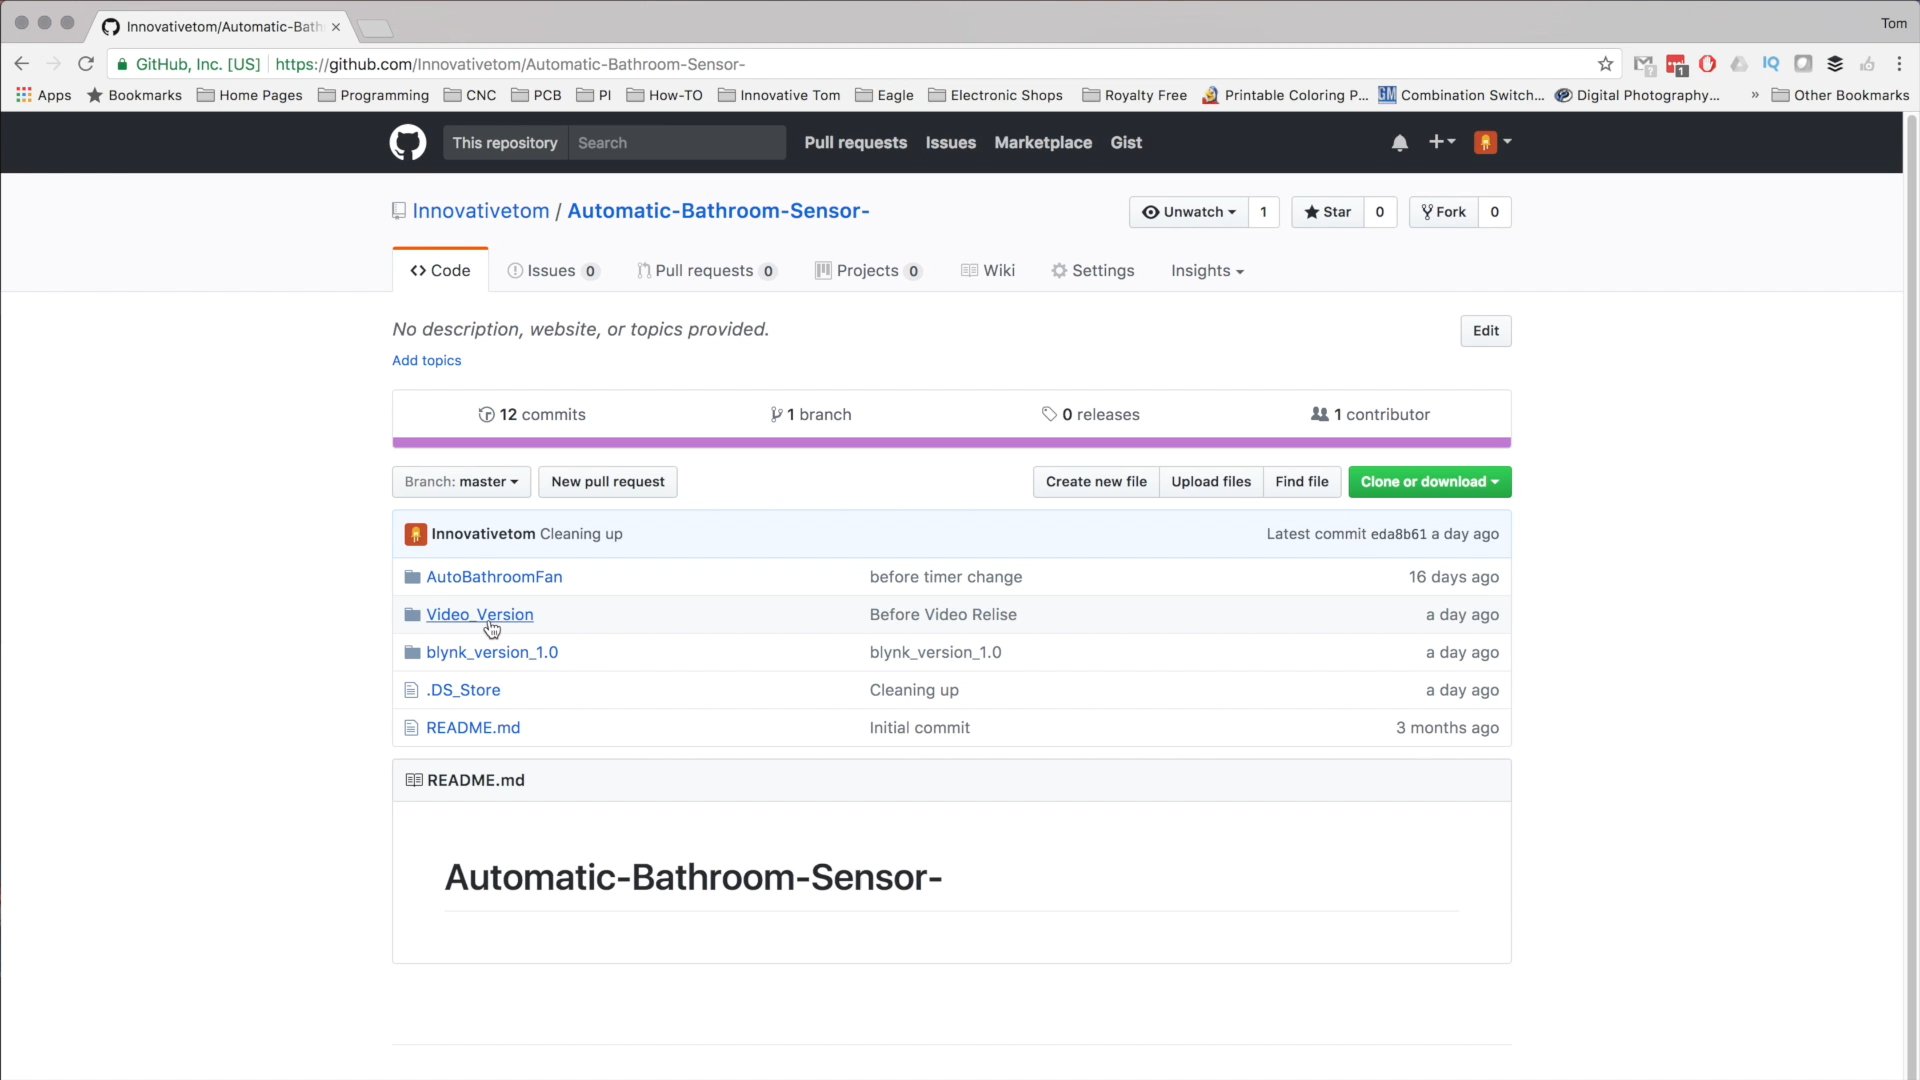 Innovativetom/Automatic-Bath
Tom
GitHub, Inc. [US] https://github.com/Innovativetom/Automatic-Bathroom-Sensor-
1
IQ
Apps Bookmarks Home Pages Programming CNC PCB PI How-TO Innovative Tom Eagle Electronic Shops Royalty Free Printable Coloring P... GM Combination Switch... Digital Photography... » Other Bookmarks
This repository Search Pull requests Issues Marketplace Gist
Innovativetom / Automatic-Bathroom-Sensor-
Unwatch 1 Star 0 Fork 0
Code Issues 0 Pull requests 0 Projects 0 Wiki Settings Insights
No description, website, or topics provided.
Edit
Add topics
12 commits 1 branch 0 releases 1 contributor
Branch: master New pull request Create new file Upload files Find file Clone or download
Innovativetom Cleaning up Latest commit eda8b61 a day ago
AutoBathroomFan before timer change 16 days ago
Video_Version Before Video Relise a day ago
blynk_version_1.0 blynk_version_1.0 a day ago
.DS_Store Cleaning up a day ago
README.md Initial commit 3 months ago
README.md
Automatic-Bathroom-Sensor-